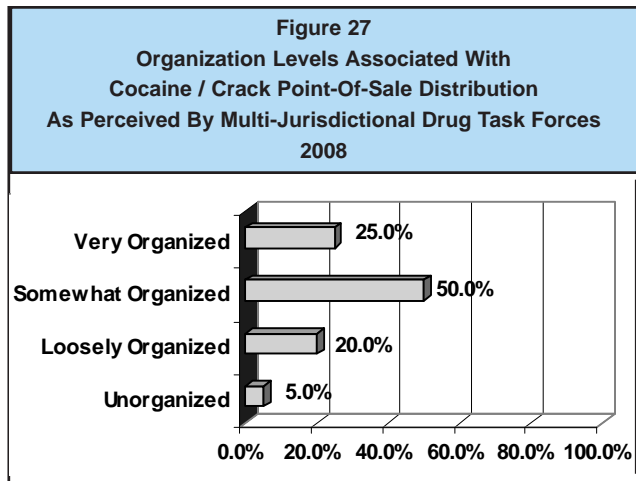 Figure 27
Organization Levels Associated With
Cocaine / Crack Point-Of-Sale Distribution
As Perceived By Multi-Jurisdictional Drug Task Forces
2008
Very Organized 25.0%
Somewhat Organized 50.0%
Loosely Organized 20.0%
Unorganized 5.0%
0.0% 20.0% 40.0% 60.0% 80.0% 100.0%